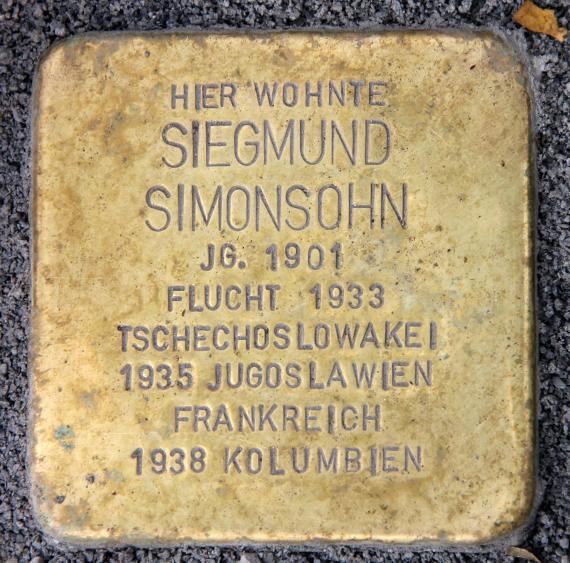 HIER WOHNTE
SIEGMUND
SIMONSOHN
JG. 1901
FLUCHT 1933
TSCHECHOSLOWAKEI
1935 JUGOSLAWIEN
FRANKREICH
1938 KOLUMBIEN